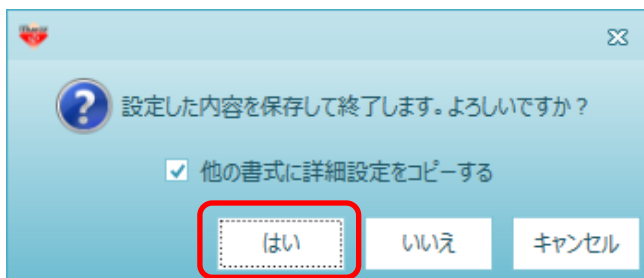 設定した内容を保存して終了します。よろしいですか？
他の書式に詳細設定をコピーする
はい いいえ キャンセル